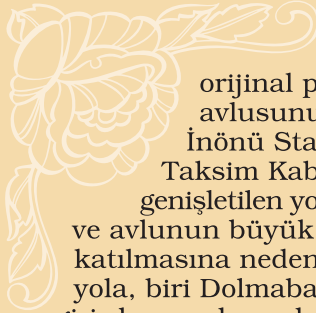 orijinal p
avlusunu
İnönü Sta
Taksim Kab
genişletilen yo
ve avlunun büyük
katılmasına neden
yola, biri Dolmaba